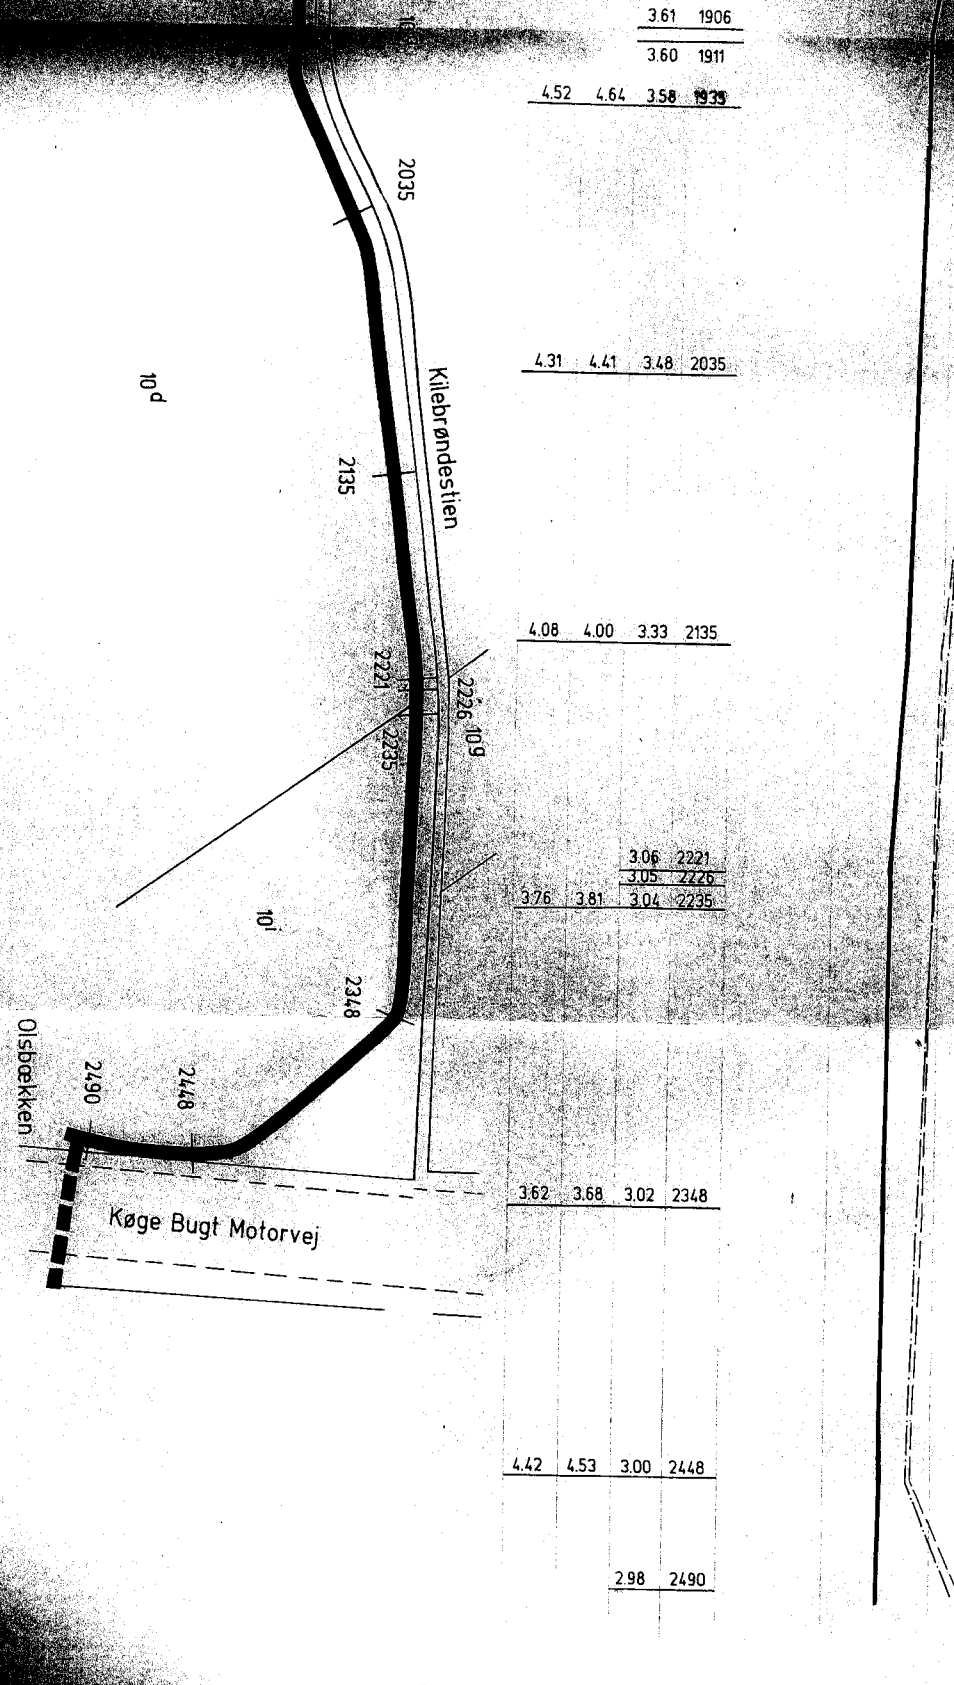 3.61 1906
3.60 1911
4.52 4.64 3.58 1935
2035
4.31 4.41 3.48 2035
Kilebrøndestien
10d
2135
4.08 4.00 3.33 2135
2221
2226
10g
2235
3.06 2221
3.05 2226
3.76 3.81 3.04 2235
10i
2348
Olsbækken
2490
2448
3.62 3.68 3.02 2348
Køge Bugt Motorvej
4.42 4.53 3.00 2448
2.98 2490